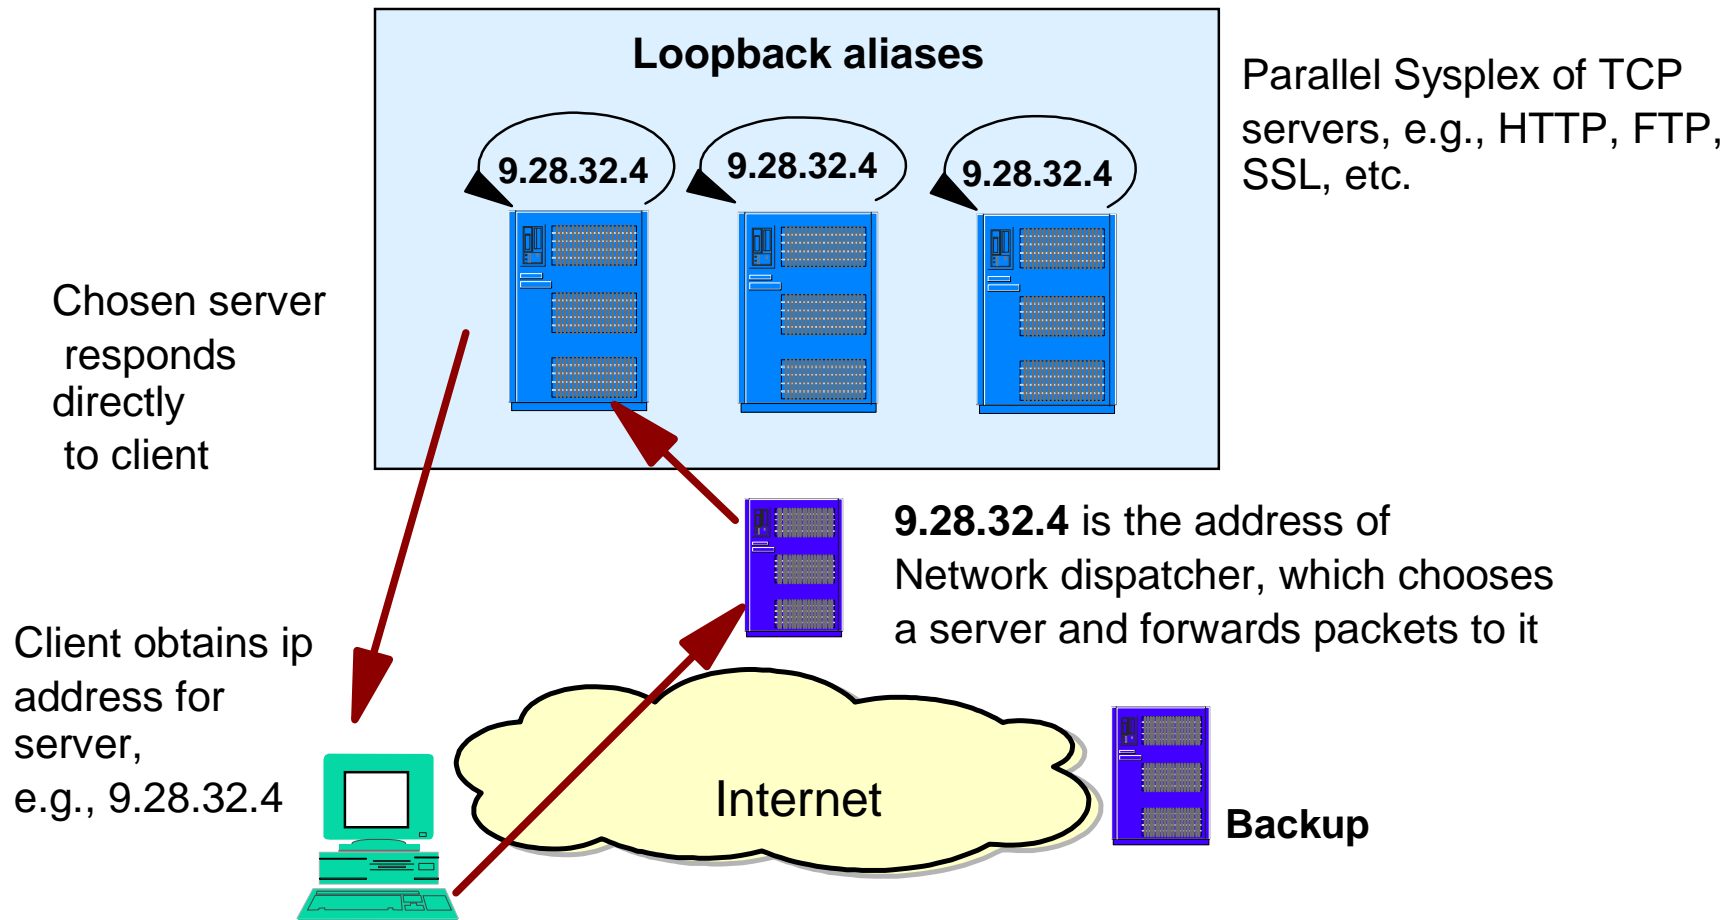 Loopback aliases
Parallel Sysplex of TCP
servers, e.g., HTTP, FTP,
SSL, etc.
9.28.32.4
9.28.32.4
9.28.32.4
Chosen server
responds
directly
to client
9.28.32.4 is the address of
Network dispatcher, which chooses
a server and forwards packets to it
Client obtains ip
address for
server,
e.g., 9.28.32.4
Internet
Backup